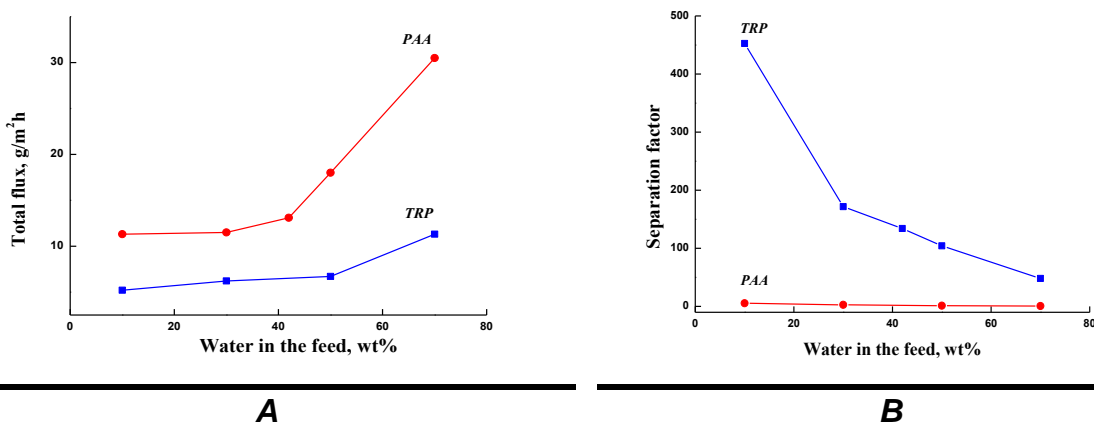 PAA
30
20
10
TRP
0
20
40
60
80
Total flux, g/m²h
Water in the feed, wt%
A
500
TRP
400
300
200
100
PAA
0
0
20
40
60
80
Separation factor
Water in the feed, wt%
B